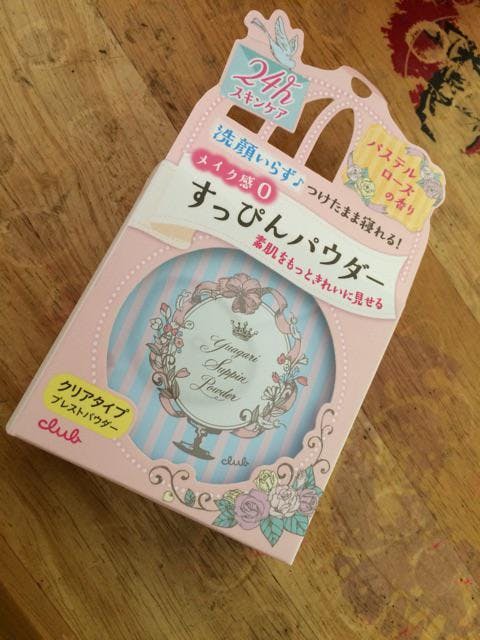 24h
スキンケア
パステル
ローズ
の香り
洗顔いらず♪つけたまま寝れる!
メイク感0
すっぴんパウダー
素肌をもっときれいに見せる
Yuagari
Suppin
Powder
club
クリアタイプ
プレストパウダー
club